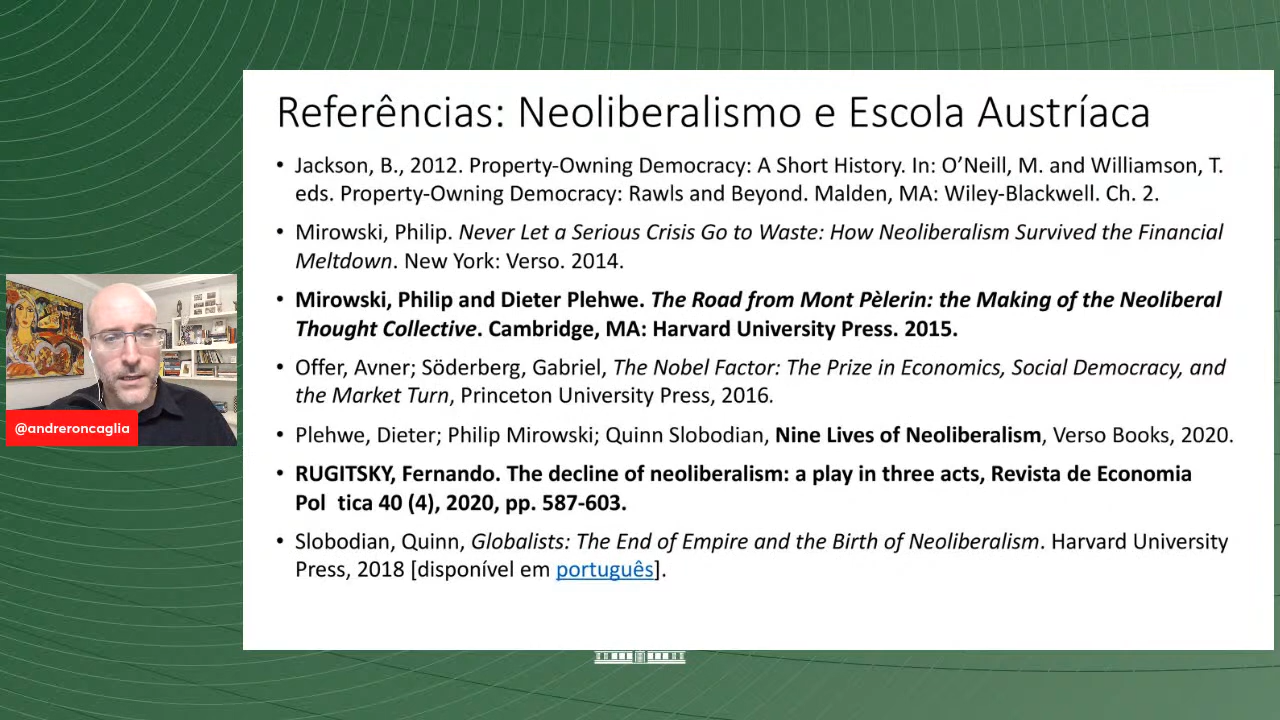 Referências: Neoliberalismo e Escola Austríaca
• Jackson, B., 2012. Property-Owning Democracy: A Short History. In: O’Neill, M. and Williamson, T.
eds. Property-Owning Democracy: Rawls and Beyond. Malden, MA: Wiley-Blackwell. Ch. 2.
• Mirowski, Philip. Never Let a Serious Crisis Go to Waste: How Neoliberalism Survived the Financial
Meltdown. New York: Verso. 2014.
• Mirowski, Philip and Dieter Plehwe. The Road from Mont Pèlerin: the Making of the Neoliberal
Thought Collective. Cambridge, MA: Harvard University Press. 2015.
• Offer, Avner; Söderberg, Gabriel, The Nobel Factor: The Prize in Economics, Social Democracy, and
the Market Turn, Princeton University Press, 2016.
• Plehwe, Dieter; Philip Mirowski; Quinn Slobodian, Nine Lives of Neoliberalism, Verso Books, 2020.
• RUGITSKY, Fernando. The decline of neoliberalism: a play in three acts, Revista de Economia
Pol tica 40 (4), 2020, pp. 587-603.
• Slobodian, Quinn, Globalists: The End of Empire and the Birth of Neoliberalism. Harvard University
Press, 2018 [disponível em português].
@andreroncaglia